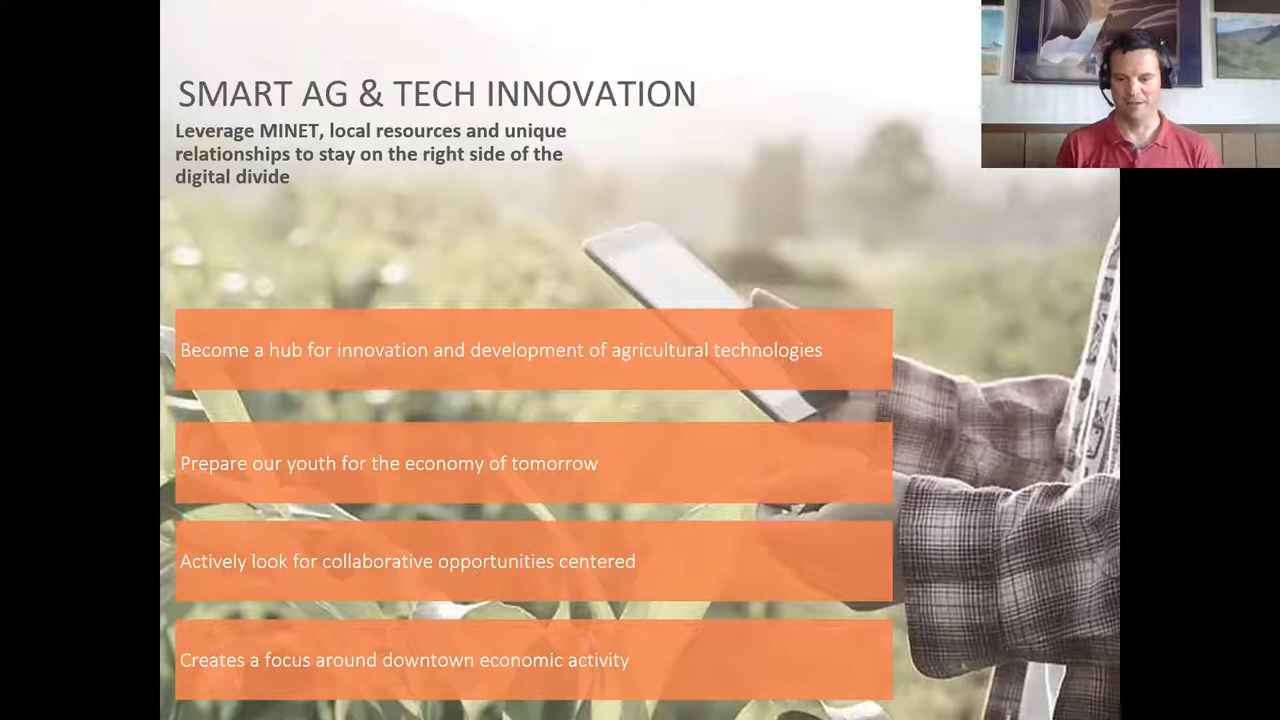 SMART AG & TECH INNOVATION
Leverage MINET, local resources and unique
relationships to stay on the right side of the
digital divide
Become a hub for innovation and development of agricultural technologies
Prepare our youth for the economy of tomorrow
Actively look for collaborative opportunities centered
Creates a focus around downtown economic activity